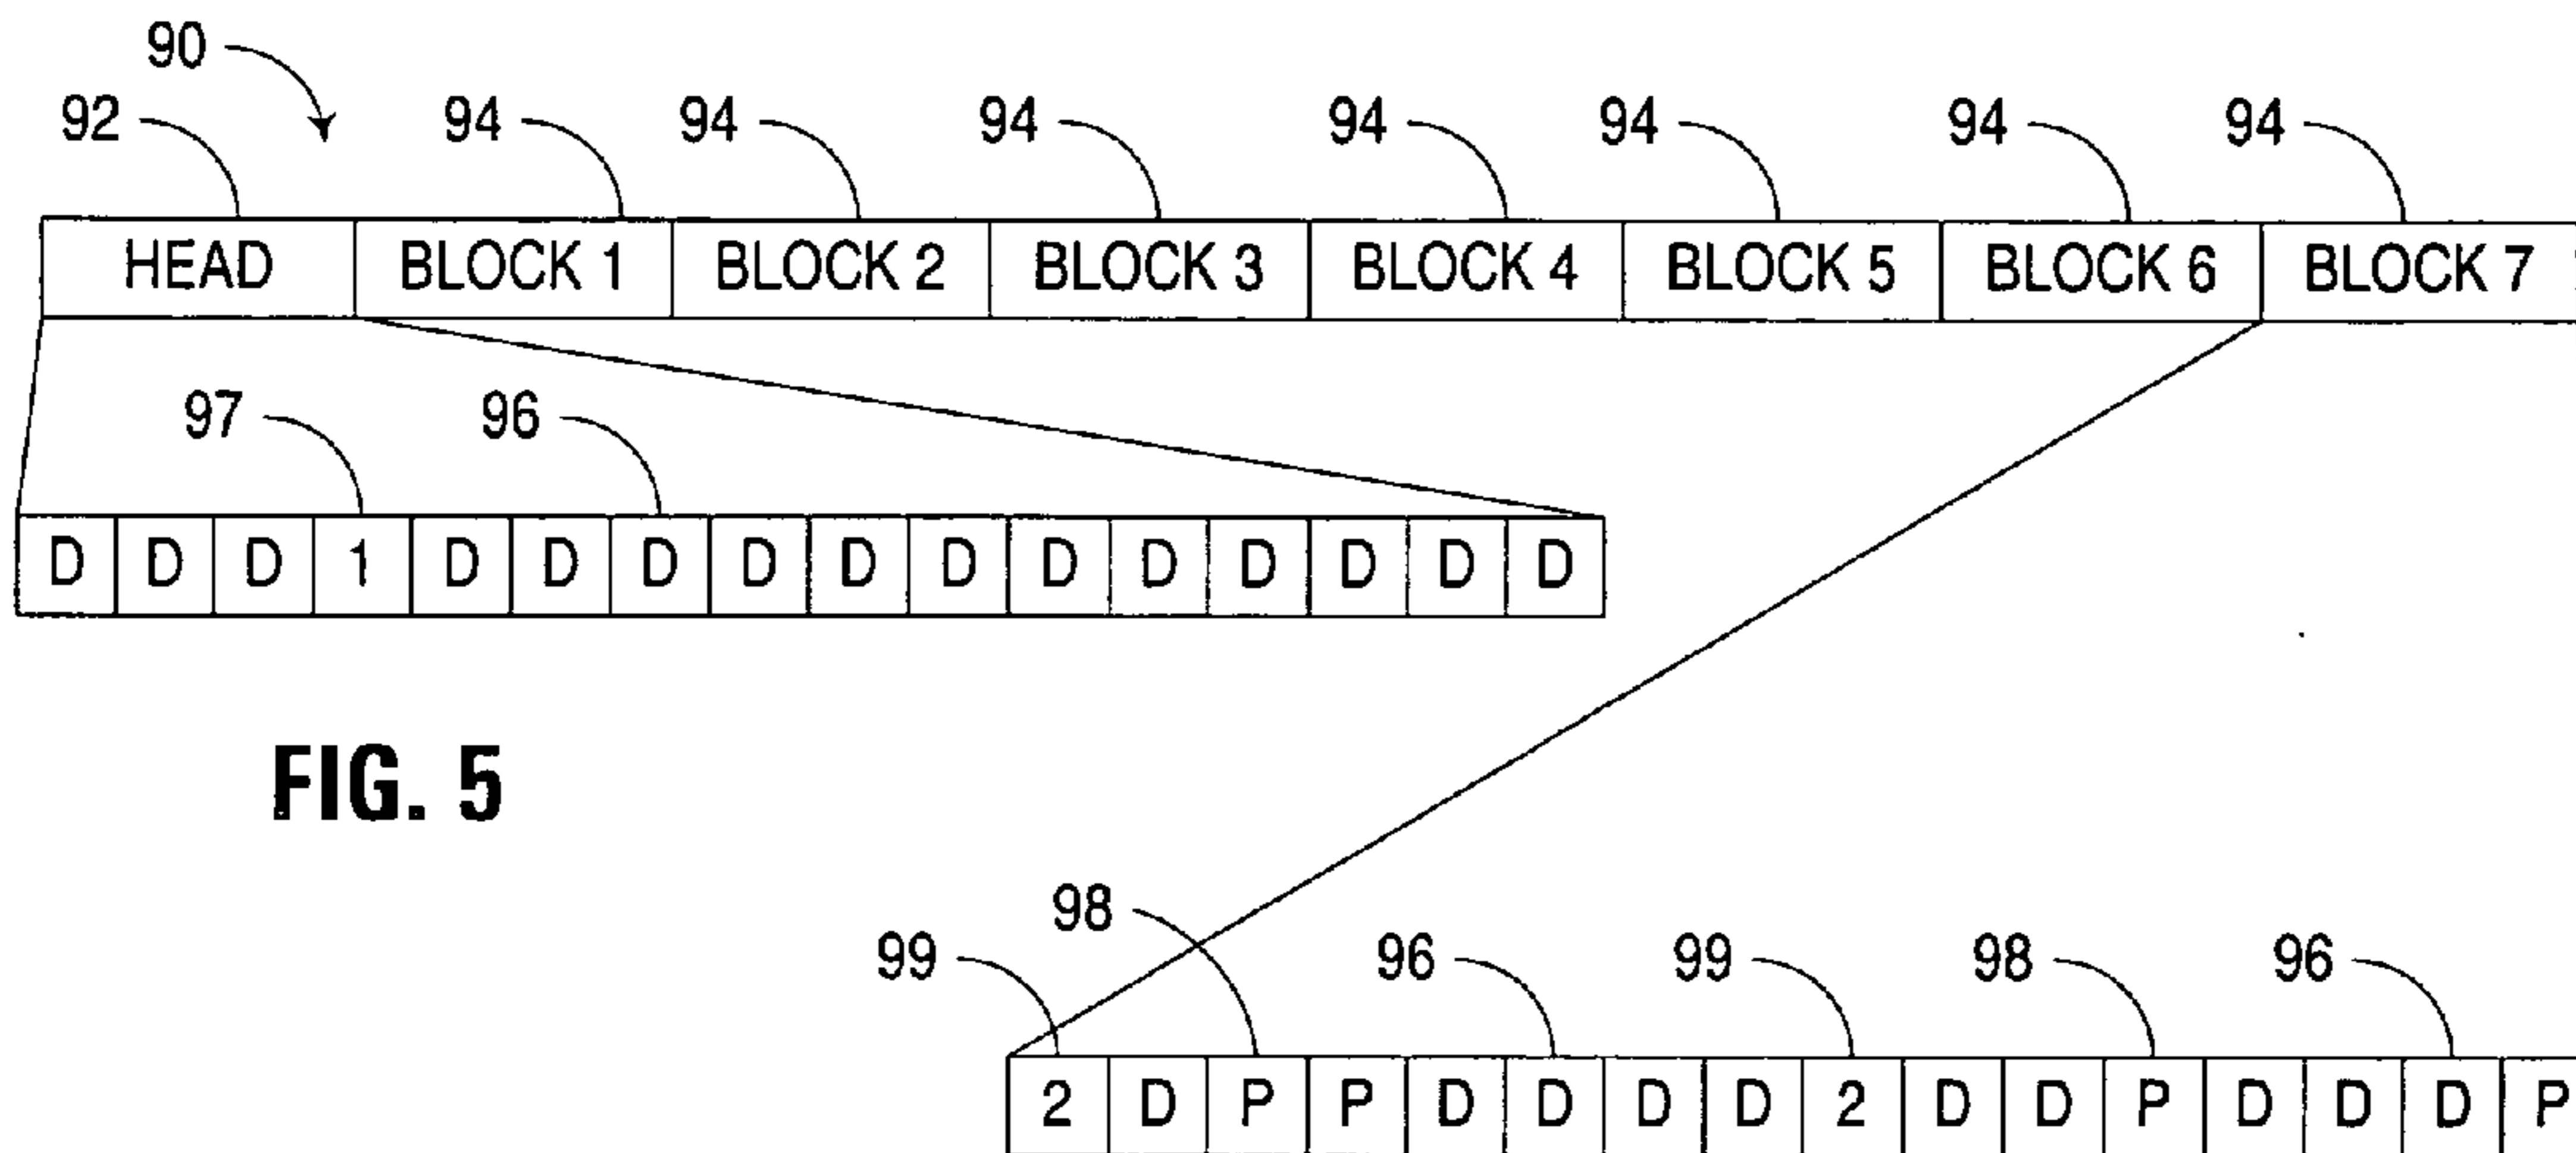 90
92 94 94 94 94 94 94 94
HEAD BLOCK 1 BLOCK 2 BLOCK 3 BLOCK 4 BLOCK 5 BLOCK 6 BLOCK 7
97 96
D D D 1 D D D D D D D D D D D D
FIG. 5
98
99 96 99 98 96
2 D P P D D D D 2 D D P D D D P